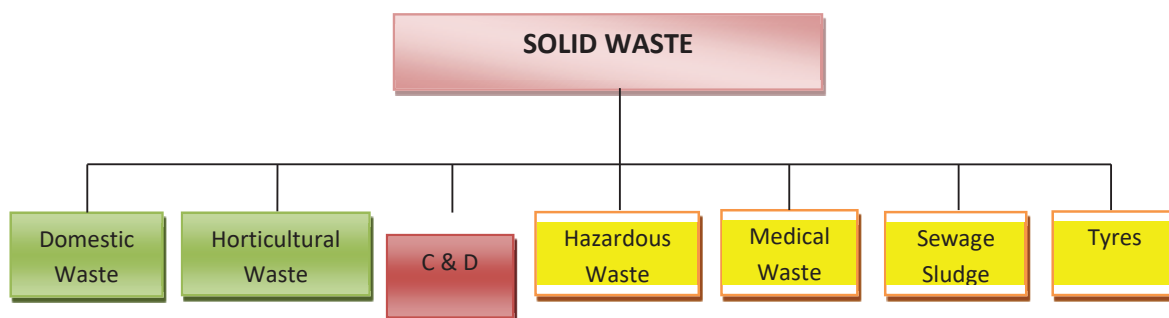 SOLID WASTE
Domestic
Waste
Horticultural
Waste
C & D
Hazardous
Waste
Medical
Waste
Sewage
Sludge
Tyres